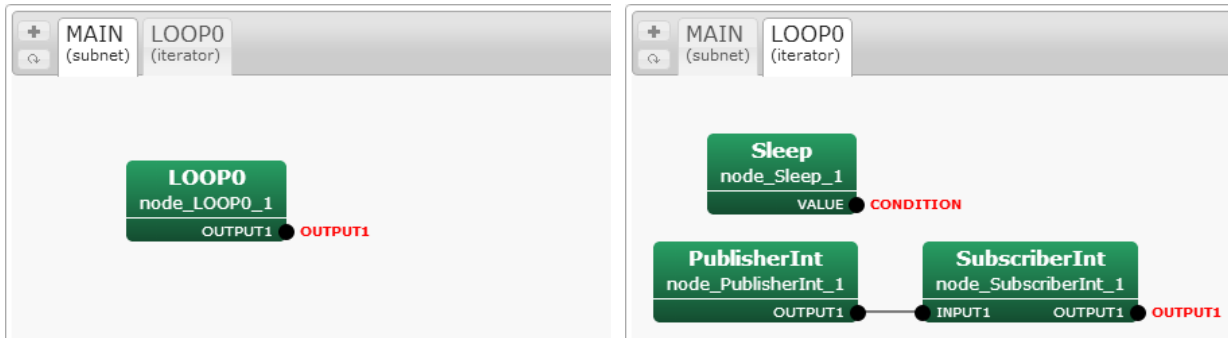 MAIN
(subnet)
LOOP0
(iterator)
LOOP0
node_LOOP0_1
OUTPUT1
OUTPUT1
MAIN
(subnet)
LOOP0
(iterator)
Sleep
node_Sleep_1
VALUE
CONDITION
PublisherInt
node_PublisherInt_1
OUTPUT1
SubscriberInt
node_SubscriberInt_1
INPUT1
OUTPUT1
OUTPUT1